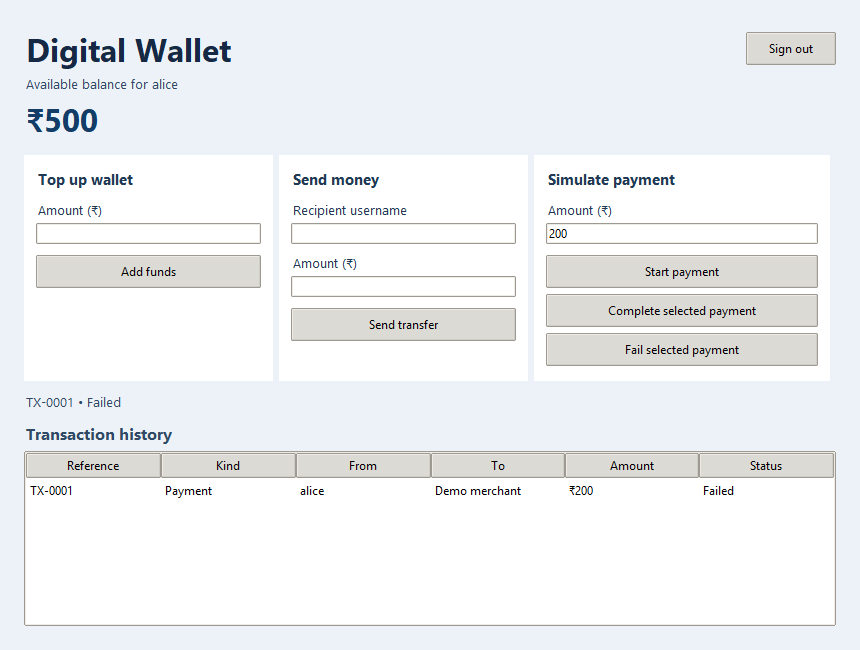 Digital Wallet
Sign out
Available balance for alice
₹500
Top up wallet
Amount (₹)
Add funds
Send money
Recipient username
Amount (₹)
Send transfer
Simulate payment
Amount (₹)
200
Start payment
Complete selected payment
Fail selected payment
TX-0001 • Failed
Transaction history
Reference Kind From To Amount Status
TX-0001 Payment alice Demo merchant ₹200 Failed